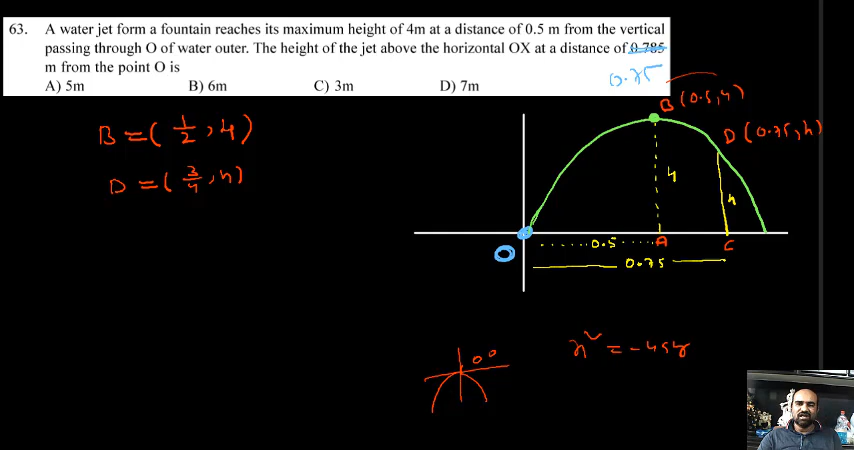 63. A water jet form a fountain reaches its maximum height of 4m at a distance of 0.5 m from the vertical
passing through O of water outer. The height of the jet above the horizontal OX at a distance of 0.785
m from the point O is
0.75
A) 5m B) 6m C) 3m D) 7m
B = ( 1/2 , 4 )
D = ( 3/4 , h )
B (0.5, 4)
D (0.75, h)
4
h
O
0.5
A
C
0.75
x² = -4ay